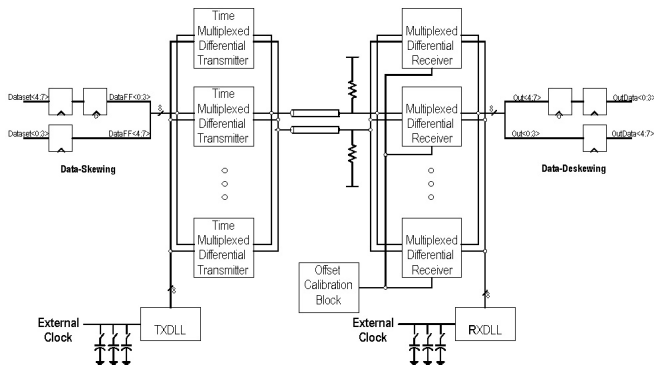 Time
Multiplexed
Differential
Transmitter
Multiplexed
Differential
Receiver
Dataset<4:7>
DataFF<0:3>
8
Time
Multiplexed
Differential
Transmitter
Multiplexed
Differential
Receiver
8
Out<4:7>
OutData<0:3>
Dataset<0:3>
DataFF<4:7>
Out<0:3>
OutData<4:7>
Data-Skewing
Data-Deskewing
Time
Multiplexed
Differential
Transmitter
Multiplexed
Differential
Receiver
Offset
Calibration
Block
8
8
External
Clock
TXDLL
External
Clock
RXDLL